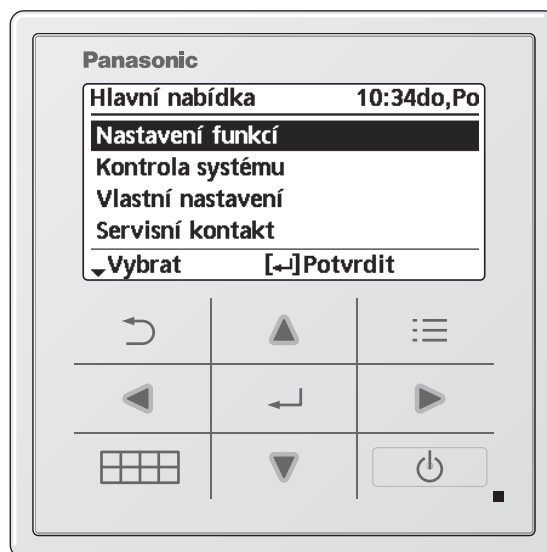 Panasonic
Hlavní nabídka 10:34do,Po
Nastavení funkcí
Kontrola systému
Vlastní nastavení
Servisní kontakt
Vybrat [↵]Potvrdit